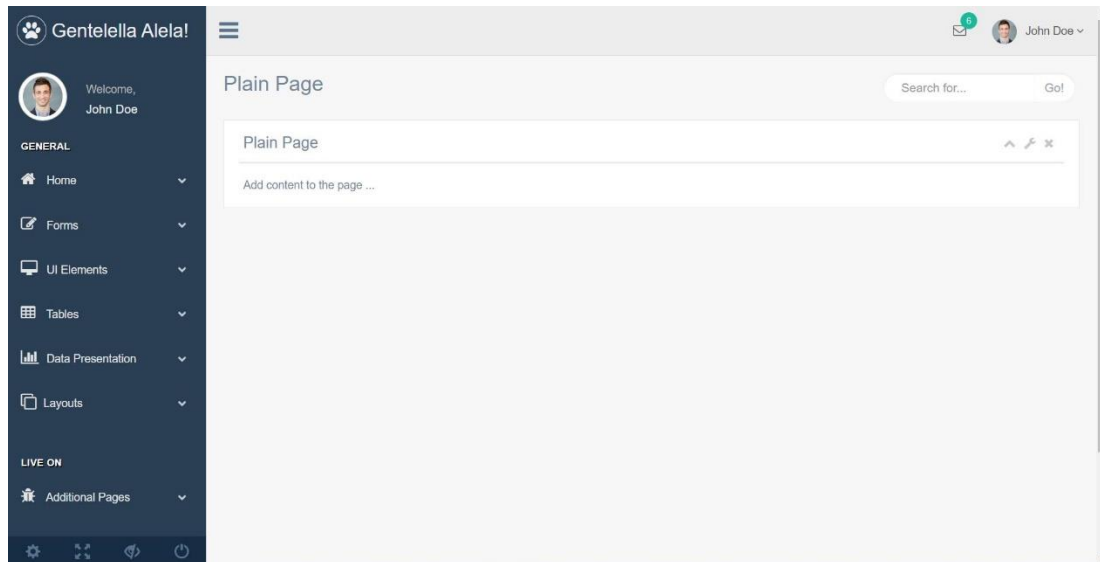 Gentelella Alela!
6
John Doe
Welcome,
John Doe
Plain Page
Search for...
Go!
GENERAL
Plain Page
Add content to the page ...
Home
Forms
UI Elements
Tables
Data Presentation
Layouts
LIVE ON
Additional Pages